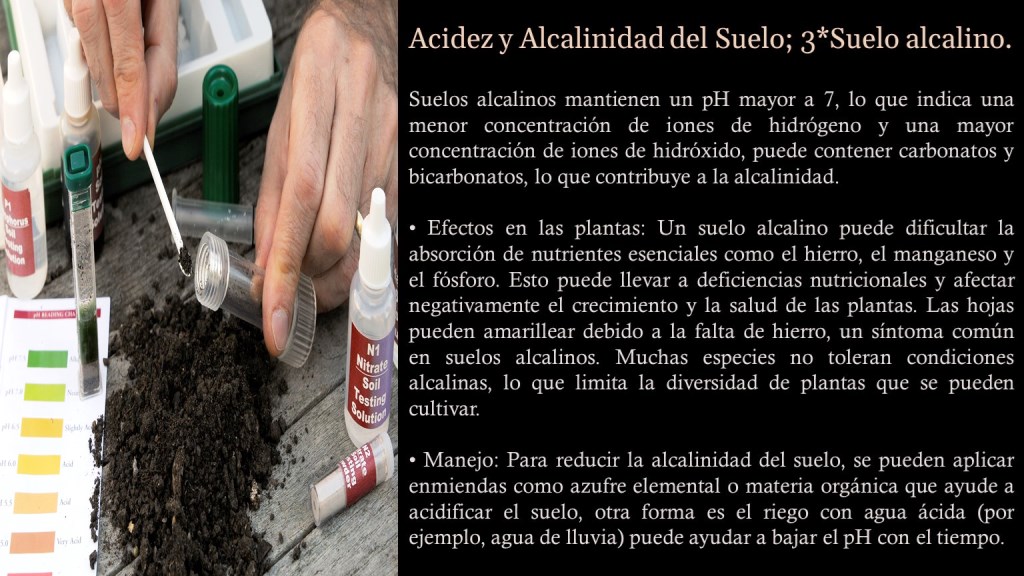 Acidez y Alcalinidad del Suelo; 3*Suelo alcalino.
Suelos alcalinos mantienen un pH mayor a 7, lo que indica una
menor concentración de iones de hidrógeno y una mayor
concentración de iones de hidróxido, puede contener carbonatos y
bicarbonatos, lo que contribuye a la alcalinidad.
• Efectos en las plantas: Un suelo alcalino puede dificultar la
absorción de nutrientes esenciales como el hierro, el manganeso y
el fósforo. Esto puede llevar a deficiencias nutricionales y afectar
negativamente el crecimiento y la salud de las plantas. Las hojas
pueden amarillear debido a la falta de hierro, un síntoma común
en suelos alcalinos. Muchas especies no toleran condiciones
alcalinas, lo que limita la diversidad de plantas que se pueden
cultivar.
• Manejo: Para reducir la alcalinidad del suelo, se pueden aplicar
enmiendas como azufre elemental o materia orgánica que ayude a
acidificar el suelo, otra forma es el riego con agua ácida (por
ejemplo, agua de lluvia) puede ayudar a bajar el pH con el tiempo.
P1
N1
Nitrate
Soil
Testing
Solution
N2
pH READING
Acid
Acid
Very Acid